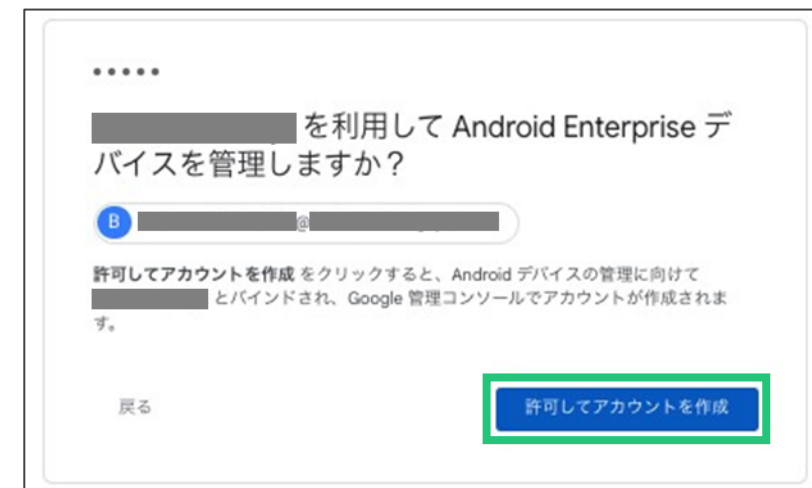 を利用して Android Enterprise デ
バイスを管理しますか？
B @
許可してアカウントを作成 をクリックすると、Android デバイスの管理に向けて
とバインドされ、Google 管理コンソールでアカウントが作成されま
す。
戻る 許可してアカウントを作成